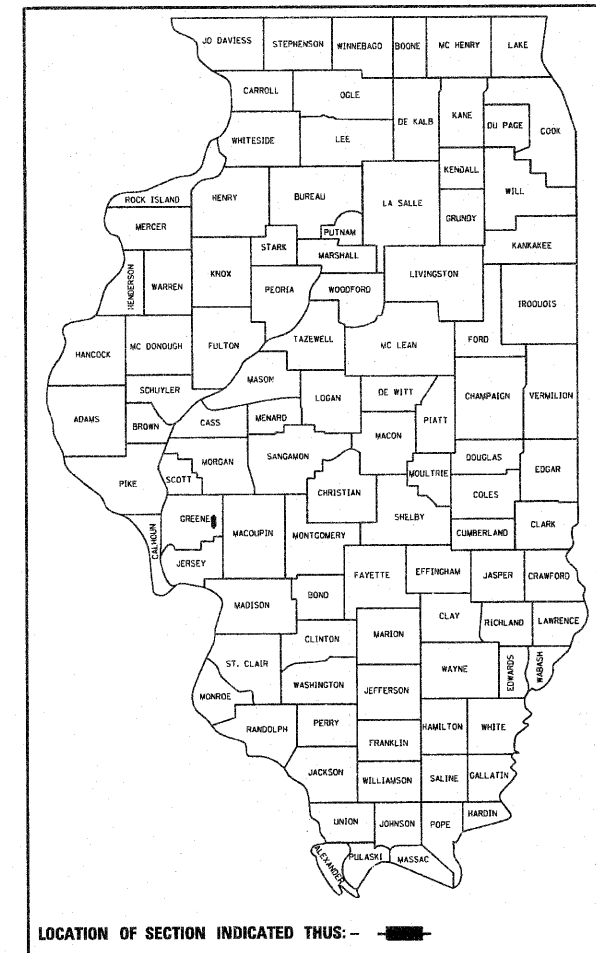 JO DAVIESS STEPHENSON WINNEBAGO BOONE MC HENRY LAKE
CARROLL OGLE DE KALB KANE DU PAGE COOK
WHITESIDE LEE
KENDALL WILL
ROCK ISLAND HENRY BUREAU LA SALLE GRUNDY
MERCER PUTNAM
STARK MARSHALL KANKAKEE
HENDERSON WARREN KNOX PEORIA WOODFORD LIVINGSTON IROQUOIS
HANCOCK MC DONOUGH FULTON TAZEWELL MC LEAN FORD
SCHUYLER MASON DE WITT CHAMPAIGN VERMILION
ADAMS BROWN CASS MENARD LOGAN PIATT
MACON
PIKE SCOTT MORGAN SANGAMON MOULTRIE DOUGLAS EDGAR
CHRISTIAN COLES
CALHOUN GREENE MACOUPIN MONTGOMERY SHELBY CUMBERLAND CLARK
JERSEY FAYETTE EFFINGHAM JASPER CRAWFORD
MADISON BOND CLAY RICHLAND LAWRENCE
CLINTON MARION
ST. CLAIR WAYNE EDWARDS WABASH
WASHINGTON JEFFERSON
MONROE
RANDOLPH PERRY HAMILTON WHITE
FRANKLIN
JACKSON WILLIAMSON SALINE GALLATIN
UNION JOHNSON POPE HARDIN
ALEXANDER PULASKI MASSAC
LOCATION OF SECTION INDICATED THUS: -